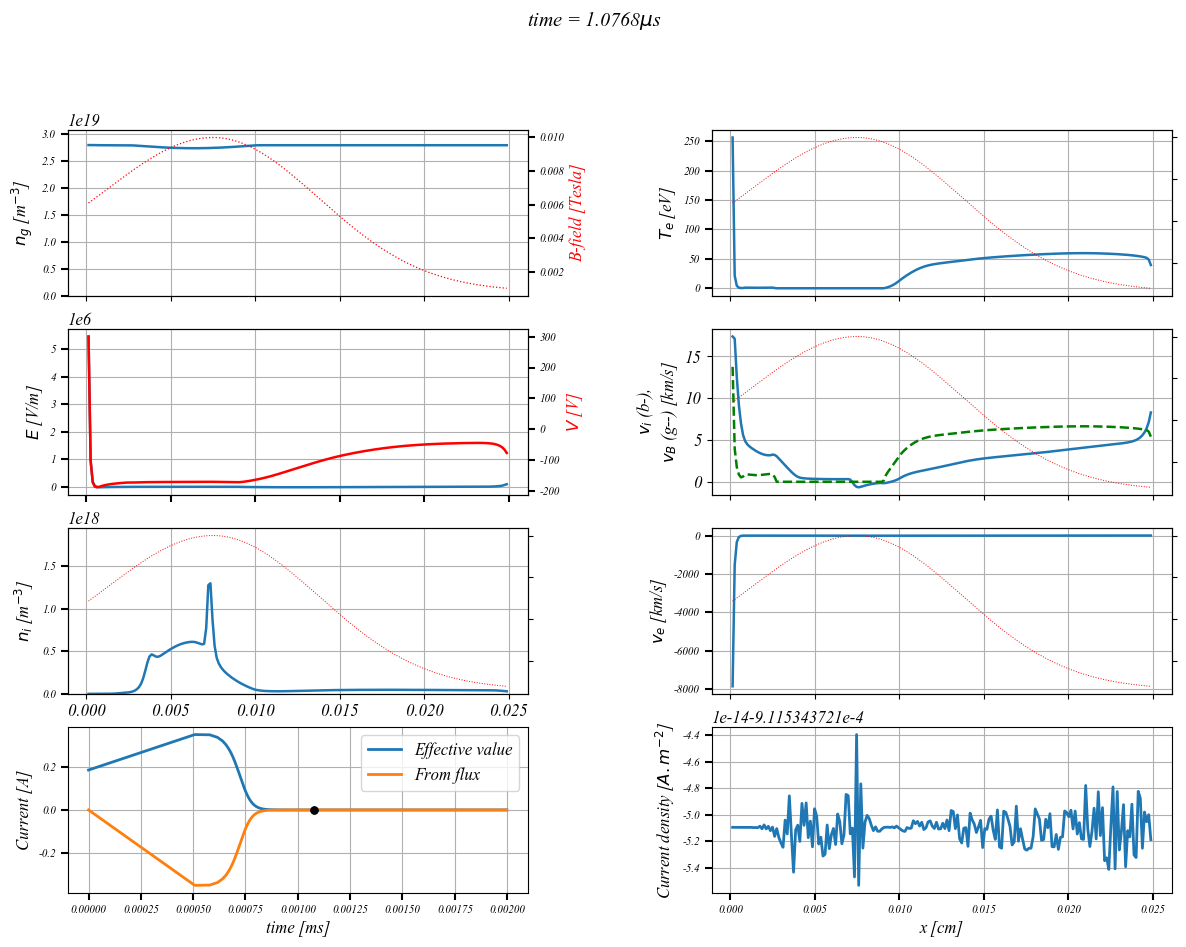 time = 1.0768μs
1e19
3.0
2.5
2.0
1.5
1.0
0.5
0.0
n_g [m^{-3}]
0.010
0.008
0.006
0.004
0.002
B-field [Tesla]
250
200
150
100
50
0
T_e [eV]
1e6
5
4
3
2
1
0
E [V/m]
300
200
100
0
-100
-200
V [V]
15
10
5
0
v_i (b-),
v_B (g--) [km/s]
1e18
1.5
1.0
0.5
0.0
n_i [m^{-3}]
0.000 0.005 0.010 0.015 0.020 0.025
0
-2000
-4000
-6000
-8000
v_e [km/s]
0.2
0.0
-0.2
Current [A]
Effective value
From flux
0.00000 0.00025 0.00050 0.00075 0.00100 0.00125 0.00150 0.00175 0.00200
time [ms]
1e-14-9.115343721e-4
-4.4
-4.6
-4.8
-5.0
-5.2
-5.4
Current density [A.m^{-2}]
0.000 0.005 0.010 0.015 0.020 0.025
x [cm]